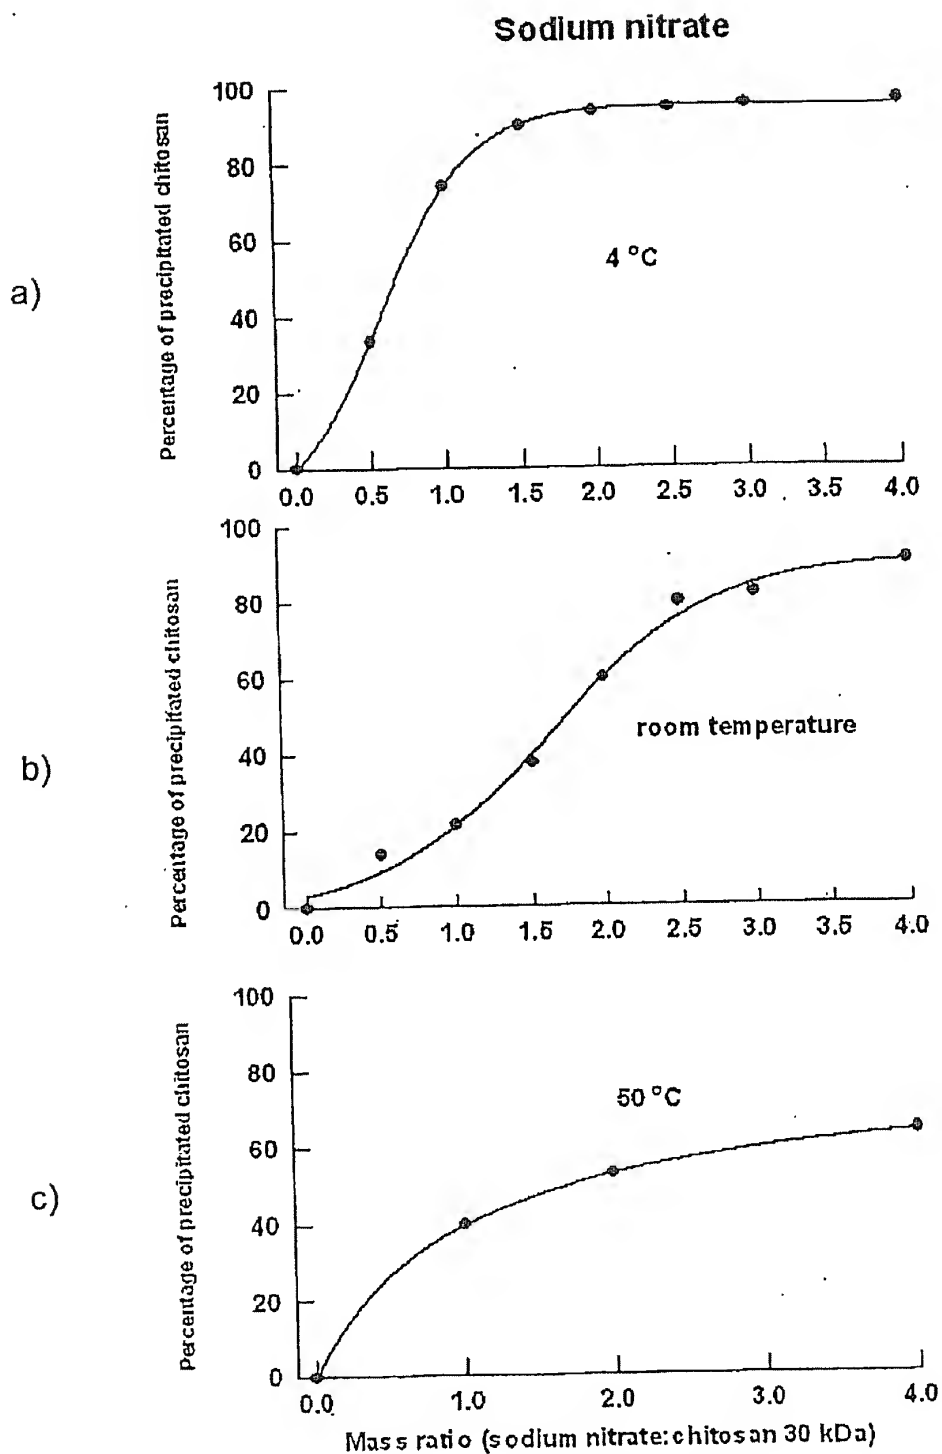 Sodium nitrate
a)
Percentage of precipitated chitosan
100
80
60
40
20
0
4 °C
0.0 0.5 1.0 1.5 2.0 2.5 3.0 3.5 4.0
b)
Percentage of precipitated chitosan
100
80
60
40
20
0
room temperature
0.0 0.5 1.0 1.5 2.0 2.5 3.0 3.5 4.0
c)
Percentage of precipitated chitosan
100
80
60
40
20
0
50 °C
0.0 1.0 2.0 3.0 4.0
Mass ratio (sodium nitrate:chitosan 30 kDa)